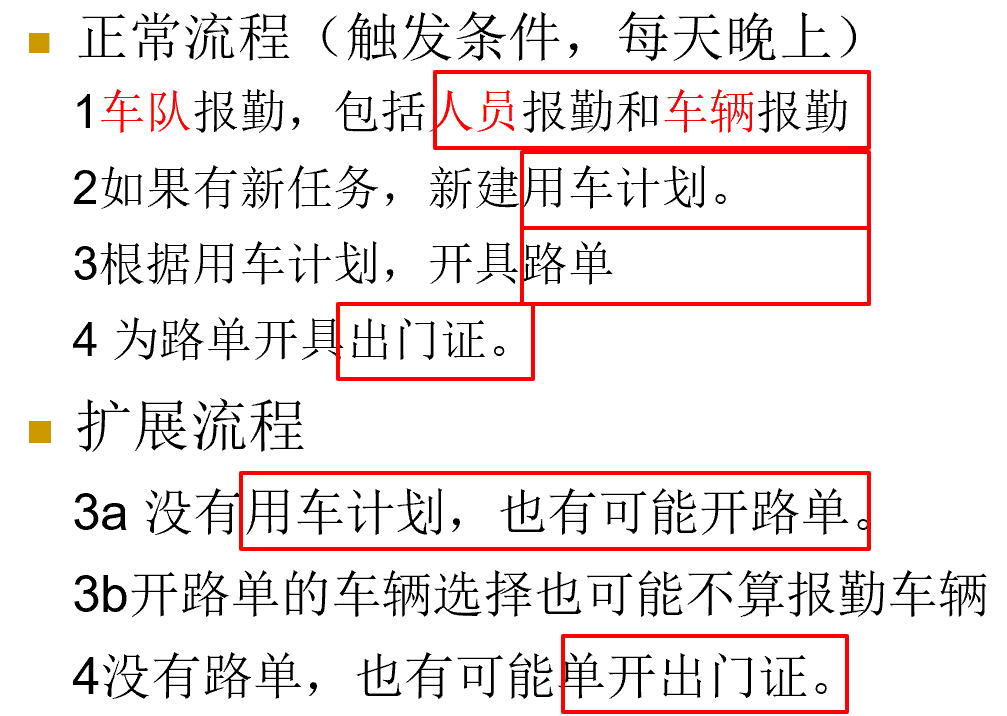 正常流程（触发条件，每天晚上）
1车队报勤，包括人员报勤和车辆报勤
2如果有新任务，新建用车计划。
3根据用车计划，开具路单
4 为路单开具出门证。
扩展流程
3a 没有用车计划，也有可能开路单。
3b开路单的车辆选择也可能不算报勤车辆
4没有路单，也有可能单开出门证。